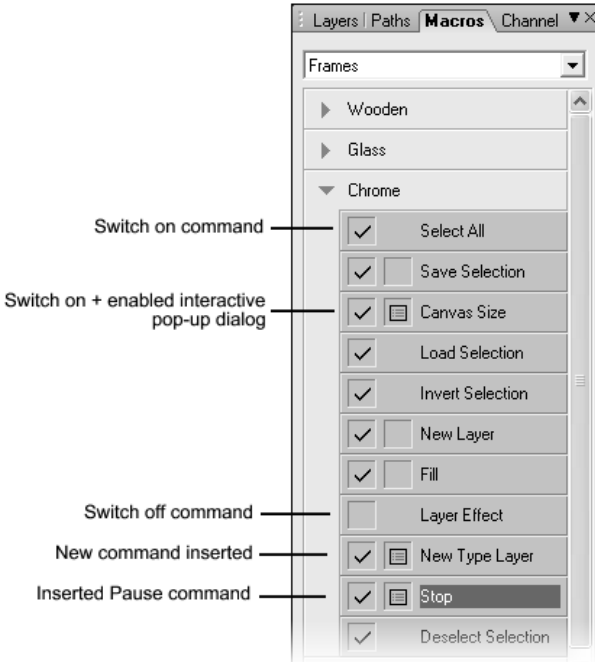 Layers Paths Macros Channel
Frames
Wooden
Glass
Chrome
Switch on command
Select All
Save Selection
Switch on + enabled interactive
pop-up dialog
Canvas Size
Load Selection
Invert Selection
New Layer
Fill
Switch off command
Layer Effect
New command inserted
New Type Layer
Inserted Pause command
Stop
Deselect Selection